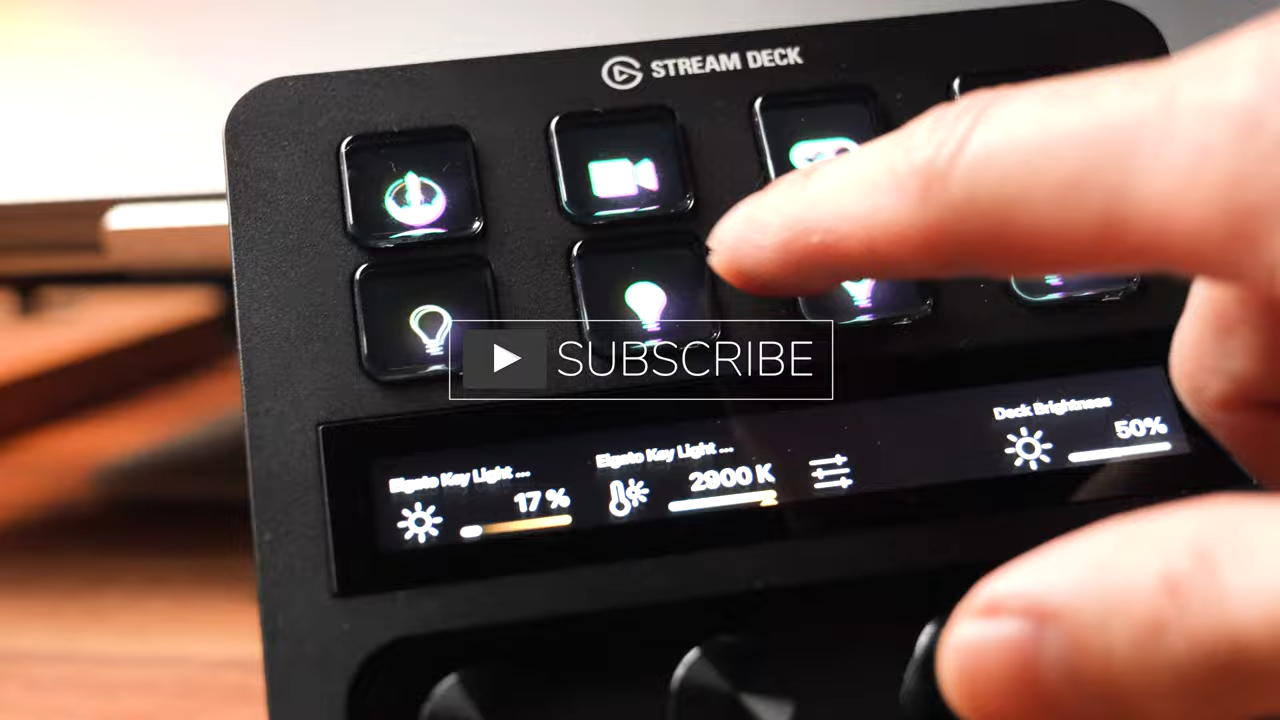 STREAM DECK
SUBSCRIBE
Elgato Key Light ...
17 %
Elgato Key Light ...
2900 K
Deck Brightness
50%